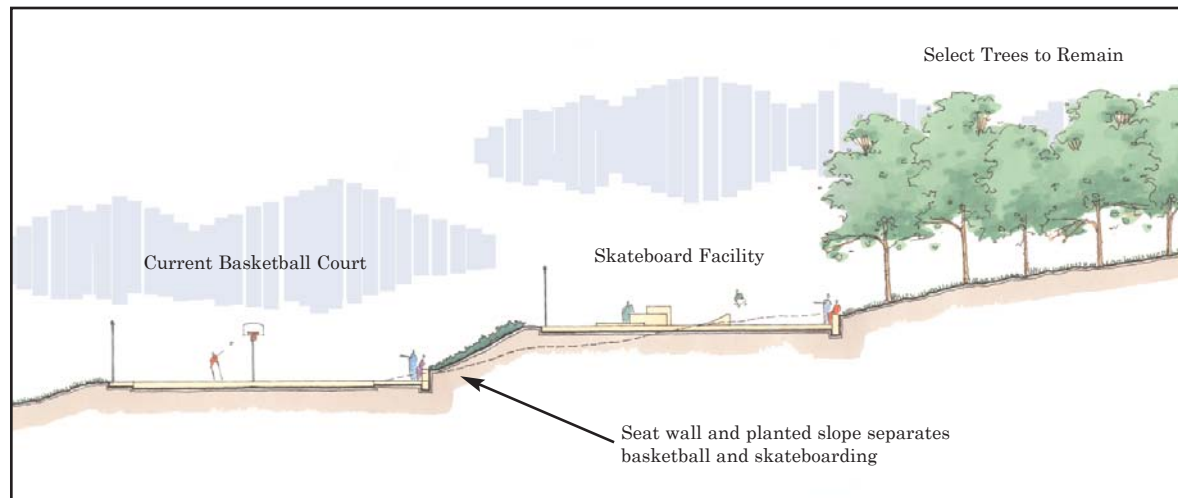 Select Trees to Remain
Skateboard Facility
Current Basketball Court
Seat wall and planted slope separates
basketball and skateboarding